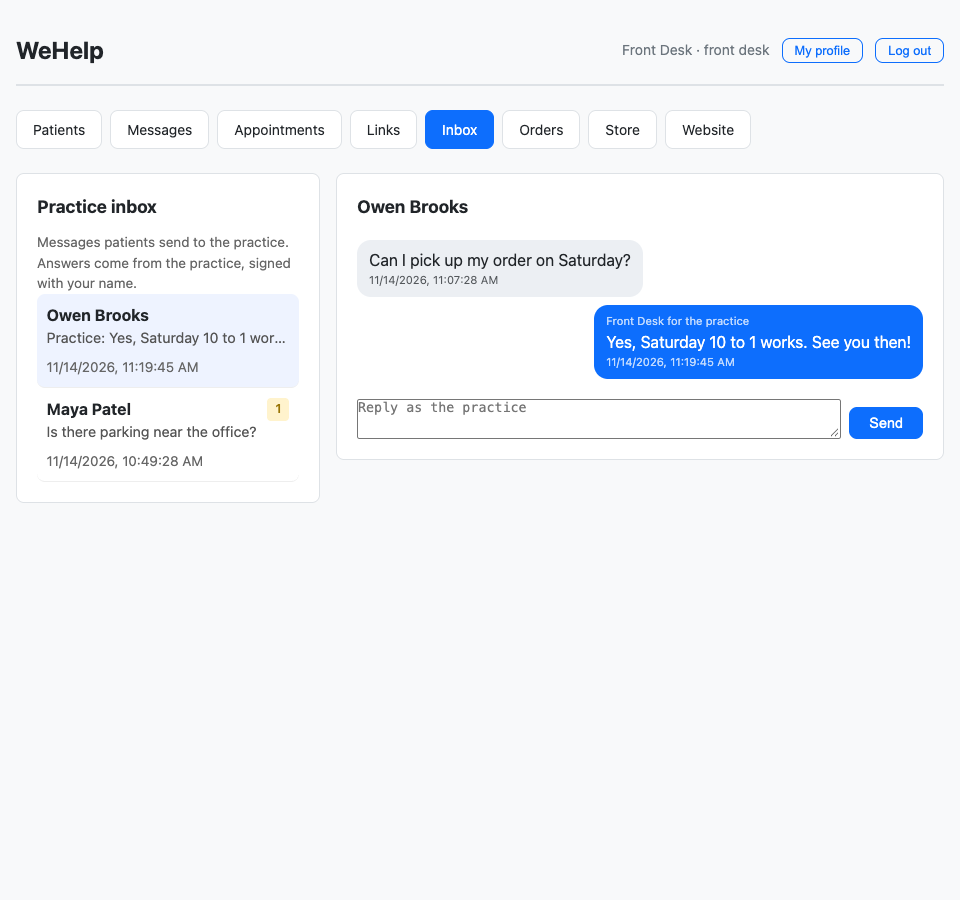 WeHelp
Front Desk · front desk
My profile
Log out
Patients
Messages
Appointments
Links
Inbox
Orders
Store
Website
Practice inbox
Messages patients send to the practice.
Answers come from the practice, signed
with your name.
Owen Brooks
Practice: Yes, Saturday 10 to 1 wor...
11/14/2026, 11:19:45 AM
Maya Patel
1
Is there parking near the office?
11/14/2026, 10:49:28 AM
Owen Brooks
Can I pick up my order on Saturday?
11/14/2026, 11:07:28 AM
Front Desk for the practice
Yes, Saturday 10 to 1 works. See you then!
11/14/2026, 11:19:45 AM
Reply as the practice
Send